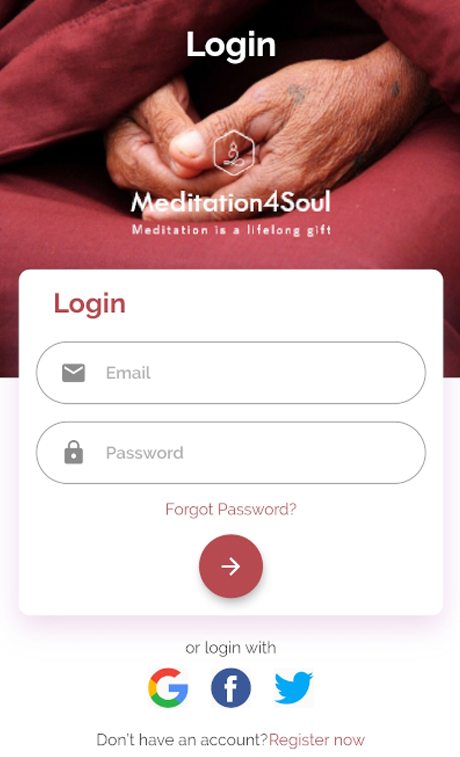 Login
Meditation4Soul
Meditation is a lifelong gift
Login
Email
Password
Forgot Password?
or login with
Don't have an account?Register now